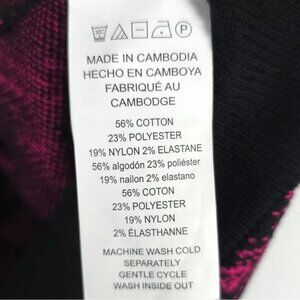 MADE IN CAMBODIA
HECHO EN CAMBOYA
FABRIQUÉ AU
CAMBODGE
56% COTTON
23% POLYESTER
19% NYLON 2% ELASTANE
56% algodón 23% poliéster
19% nailon 2% elastano
56% COTON
23% POLYESTER
19% NYLON
2% ÉLASTHANNE
MACHINE WASH COLD
SEPARATELY
GENTLE CYCLE
WASH INSIDE OUT